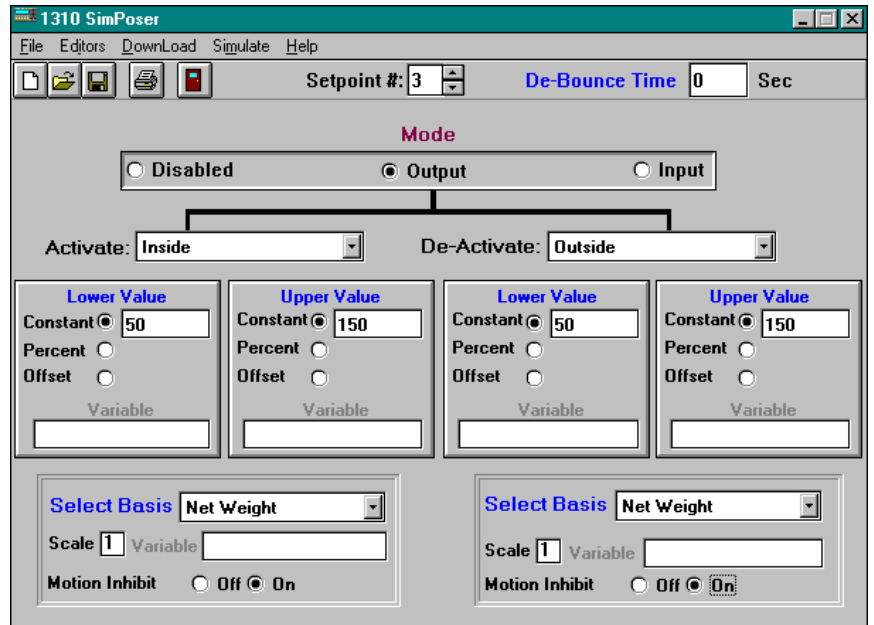 1310 SimPoser
File Editors DownLoad Simulate Help
Setpoint #: 3 De-Bounce Time 0 Sec
Mode
Disabled Output Input
Activate: Inside De-Activate: Outside
Lower Value Upper Value Lower Value Upper Value
Constant 50 Constant 150 Constant 50 Constant 150
Percent Percent Percent Percent
Offset Offset Offset Offset
Variable Variable Variable Variable
Select Basis Net Weight Select Basis Net Weight
Scale 1 Variable Scale 1 Variable
Motion Inhibit Off On Motion Inhibit Off On